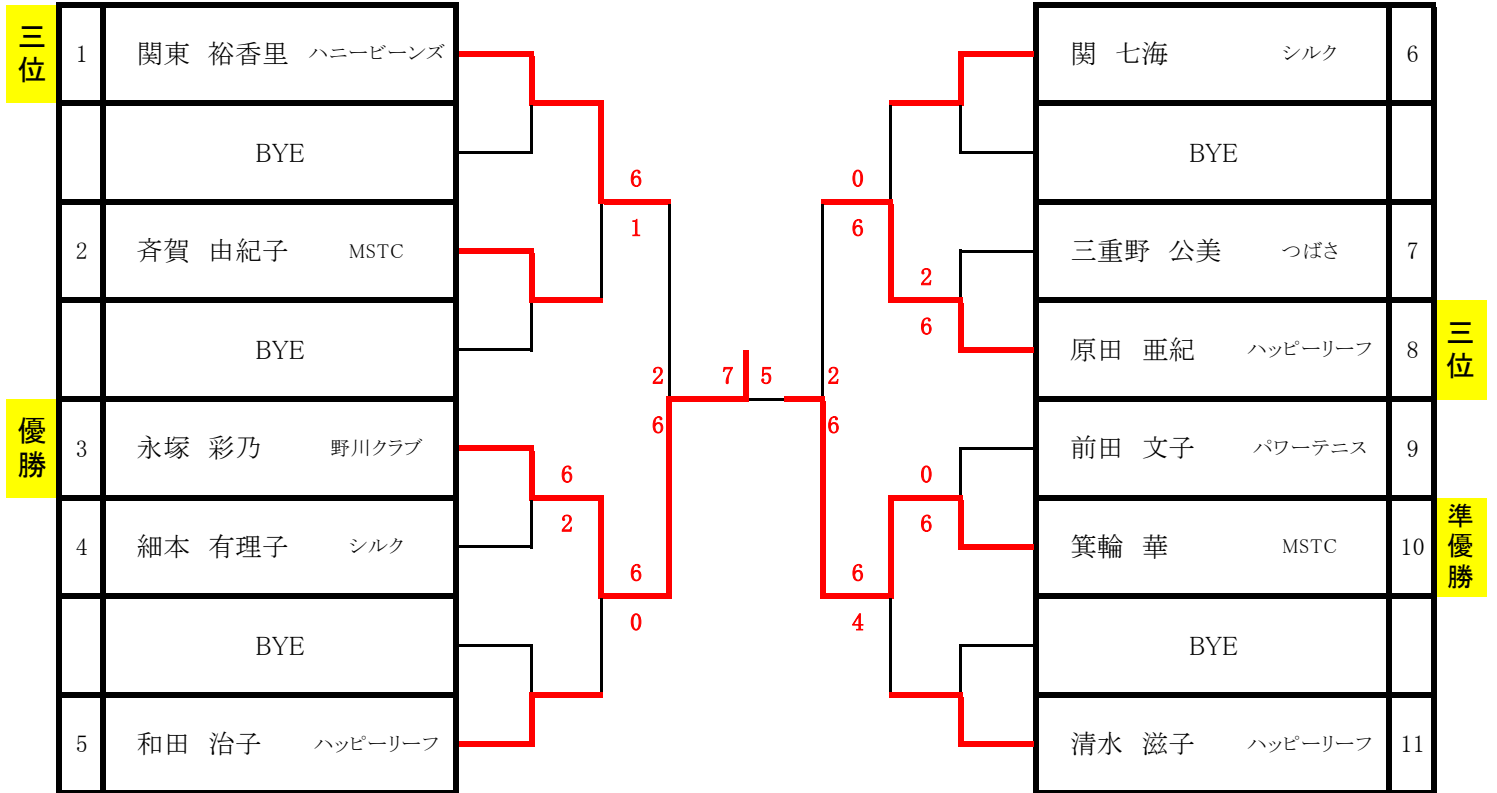 三位 1 関東 裕香里 ハニービーンズ
BYE
2 斉賀 由紀子 MSTC
BYE
優勝 3 永塚 彩乃 野川クラブ
4 細本 有理子 シルク
BYE
5 和田 治子 ハッピーリーフ
6
1
6
2
6
0
2
6
7 5
2
6
0
6
2
6
0
6
6
4
関 七海 シルク 6
BYE
三重野 公美 つばさ 7
原田 亜紀 ハッピーリーフ 8 三位
前田 文子 パワーテニス 9
箕輪 華 MSTC 10 準優勝
BYE
清水 滋子 ハッピーリーフ 11